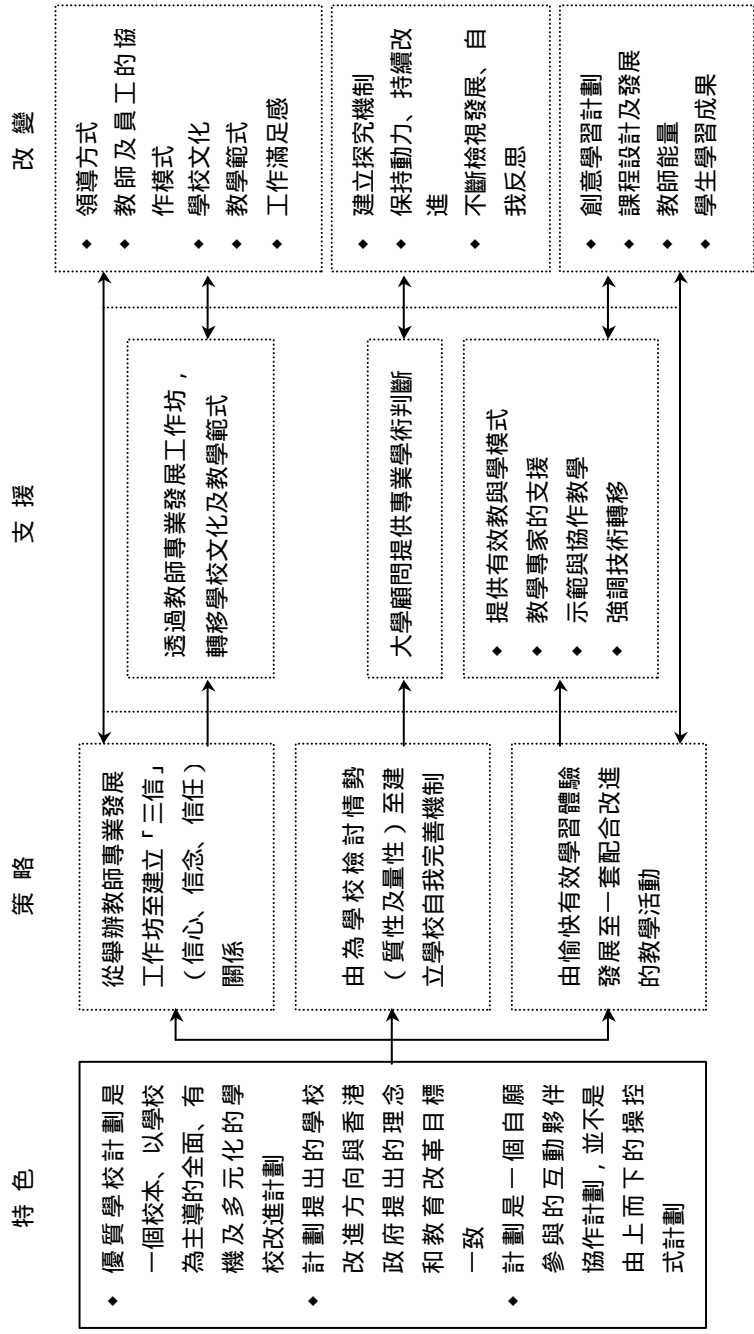 特色
◆ 優質學校計劃是
一個校本、以學校
為主導的全面、有
機及多元化的學
校改進計劃
◆ 計劃提出的學校
改進方向與香港
政府提出的理念
和教育改革目標
一致
◆ 計劃是一個自願
參與的互動夥伴
協作計劃，並不是
由上而下的操控
式計劃
策略
從舉辦教師專業發展
工作坊至建立「三信」
（信心、信念、信任）
關係
由為學校檢討情勢
（質性及量性）至建
立學校自我完善機制
由愉快有效學習體驗
發展至一套配合改進
的教學活動
支援
透過教師專業發展工作坊，
轉移學校文化及教學範式
大學顧問提供專業學術判斷
◆ 提供有效教與學模式
◆ 教學專家的支援
◆ 示範與協作教學
◆ 強調技術轉移
改變
◆ 領導方式
◆ 教師及員工的協
作模式
◆ 學校文化
◆ 教學範式
◆ 工作滿足感
◆ 建立探究機制
◆ 保持動力、持續改
進
◆ 不斷檢視發展、自
我反思
◆ 創意學習計劃
◆ 課程設計及發展
◆ 教師能量
◆ 學生學習成果